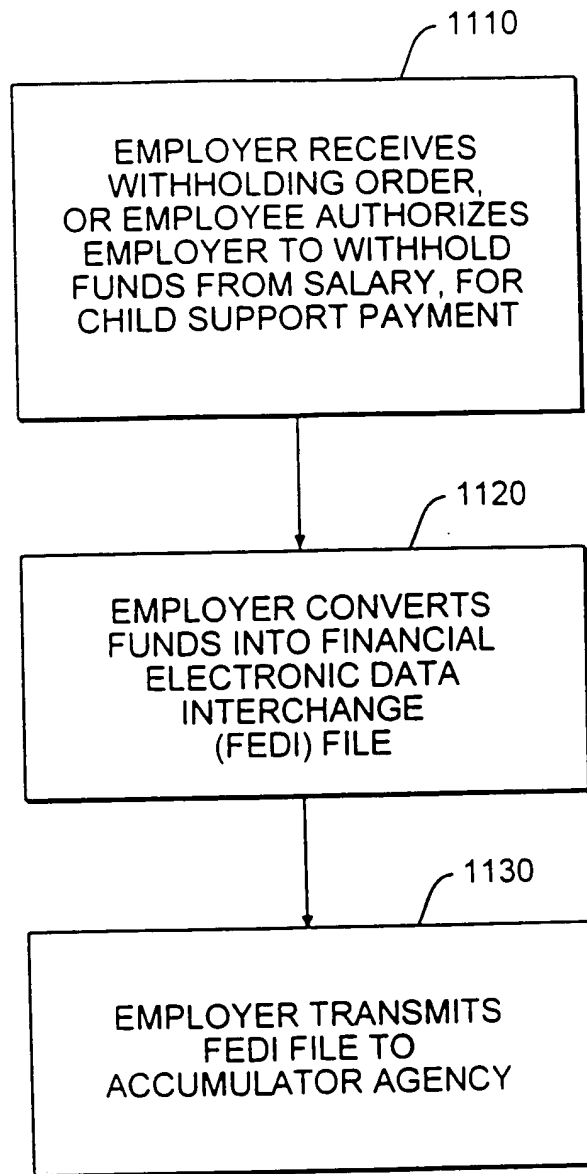 1110
EMPLOYER RECEIVES
WITHHOLDING ORDER,
OR EMPLOYEE AUTHORIZES
EMPLOYER TO WITHHOLD
FUNDS FROM SALARY, FOR
CHILD SUPPORT PAYMENT
1120
EMPLOYER CONVERTS
FUNDS INTO FINANCIAL
ELECTRONIC DATA
INTERCHANGE
(FEDI) FILE
1130
EMPLOYER TRANSMITS
FEDI FILE TO
ACCUMULATOR AGENCY